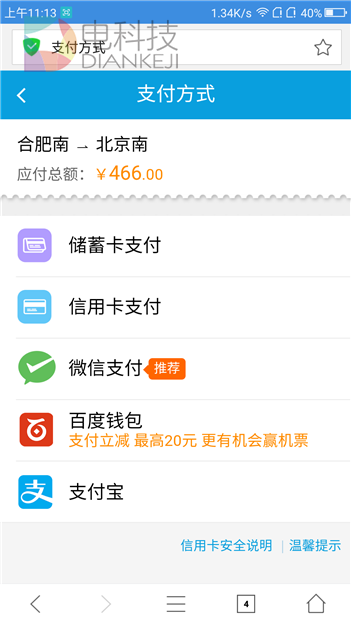 上午11:13 1.34K/s 40%
电科技
DIANKEJI
支付方式
支付方式
合肥南 → 北京南
应付总额：￥466.00
储蓄卡支付
信用卡支付
微信支付 推荐
百度钱包
支付立减 最高20元 更有机会赢机票
支付宝
信用卡安全说明 | 温馨提示
4